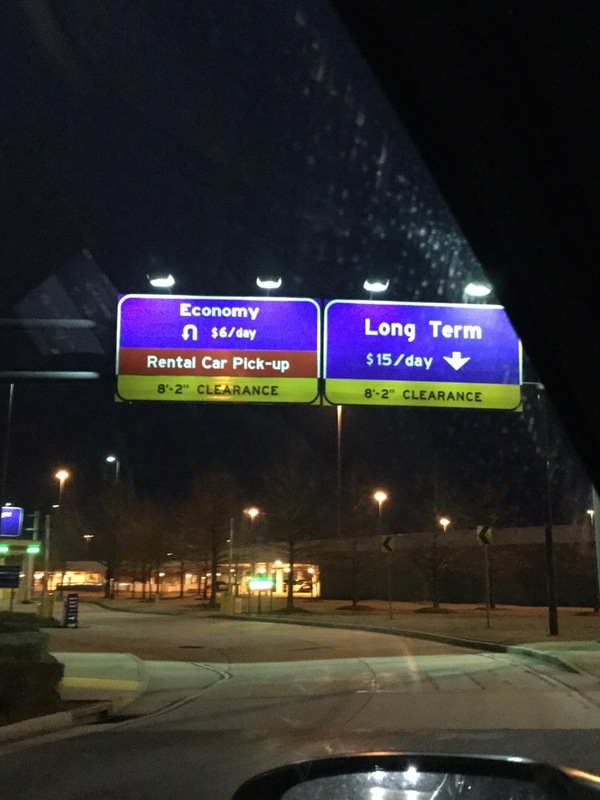 Economy
$6/day
Rental Car Pick-up
8'-2" CLEARANCE
Long Term
$15/day
8'-2" CLEARANCE